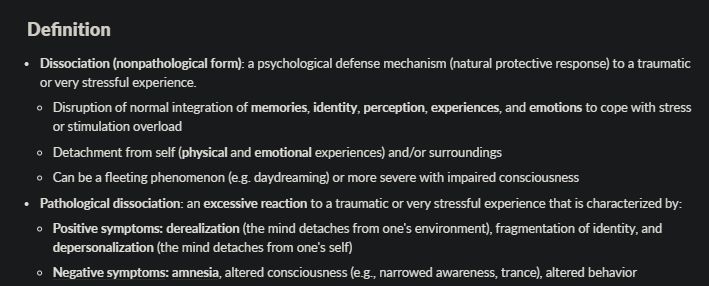 Definition
• Dissociation (nonpathological form): a psychological defense mechanism (natural protective response) to a traumatic
or very stressful experience.
◦ Disruption of normal integration of memories, identity, perception, experiences, and emotions to cope with stress
or stimulation overload
◦ Detachment from self (physical and emotional experiences) and/or surroundings
◦ Can be a fleeting phenomenon (e.g. daydreaming) or more severe with impaired consciousness
• Pathological dissociation: an excessive reaction to a traumatic or very stressful experience that is characterized by:
◦ Positive symptoms: derealization (the mind detaches from one's environment), fragmentation of identity, and
depersonalization (the mind detaches from one's self)
◦ Negative symptoms: amnesia, altered consciousness (e.g., narrowed awareness, trance), altered behavior